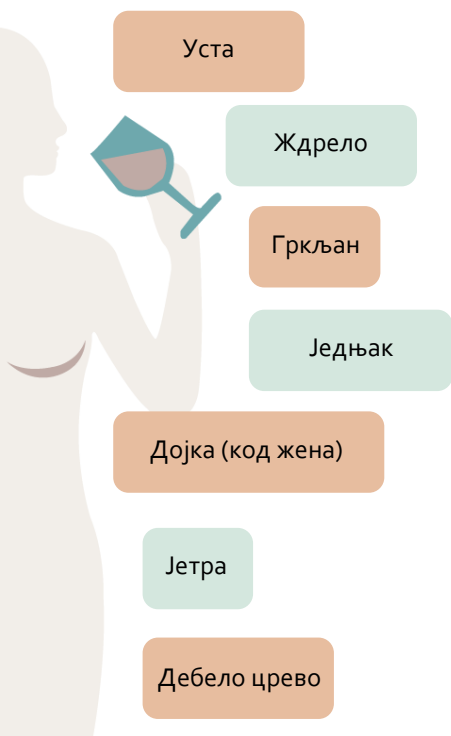 Уста
Ждрело
Гркљан
Једњак
Дојка (код жена)
Јетра
Дебело црево